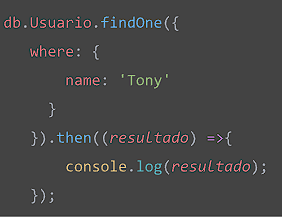 db.Usuario.findOne({
where: {
name: 'Tony'
}
}).then((resultado) =>{
console.log(resultado);
});